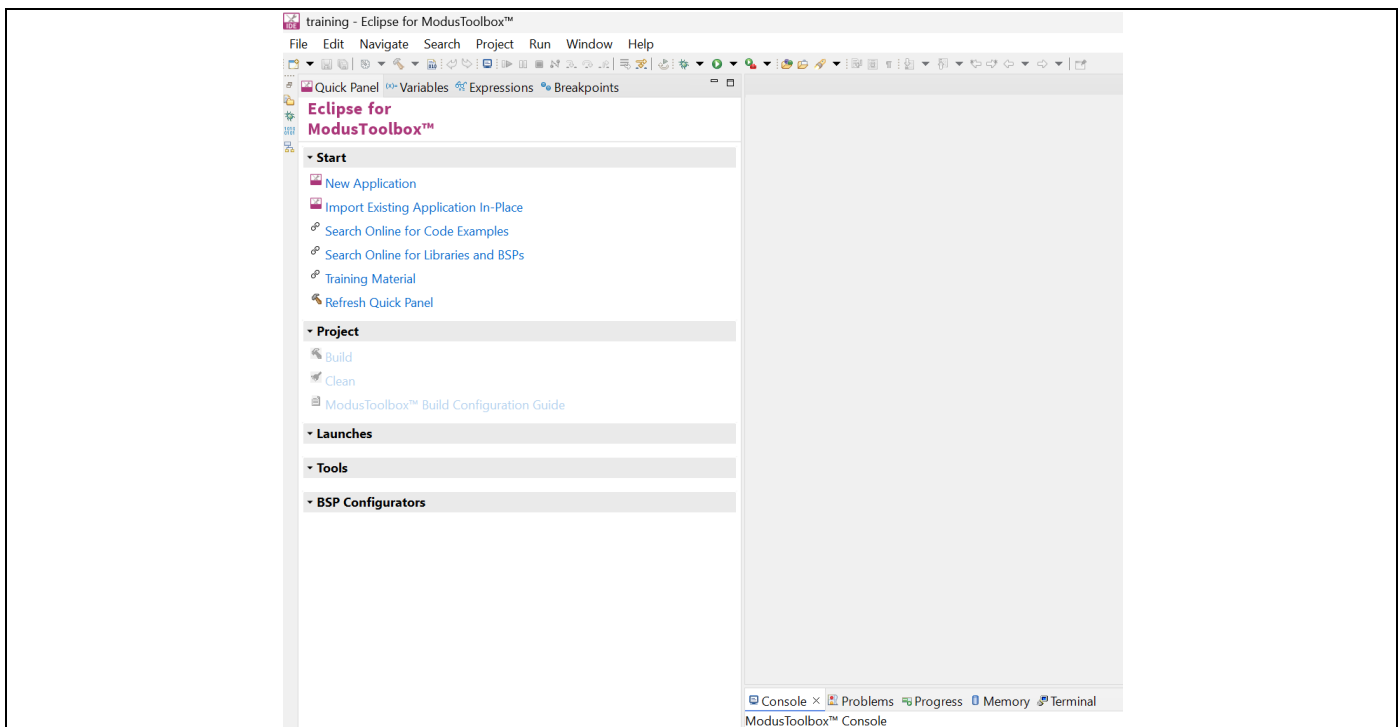 training - Eclipse for ModusToolbox™
File Edit Navigate Search Project Run Window Help
Quick Panel Variables Expressions Breakpoints
Eclipse for
ModusToolbox™
Start
New Application
Import Existing Application In-Place
Search Online for Code Examples
Search Online for Libraries and BSPs
Training Material
Refresh Quick Panel
Project
Build
Clean
ModusToolbox™ Build Configuration Guide
Launches
Tools
BSP Configurators
Console Problems Progress Memory Terminal
ModusToolbox™ Console